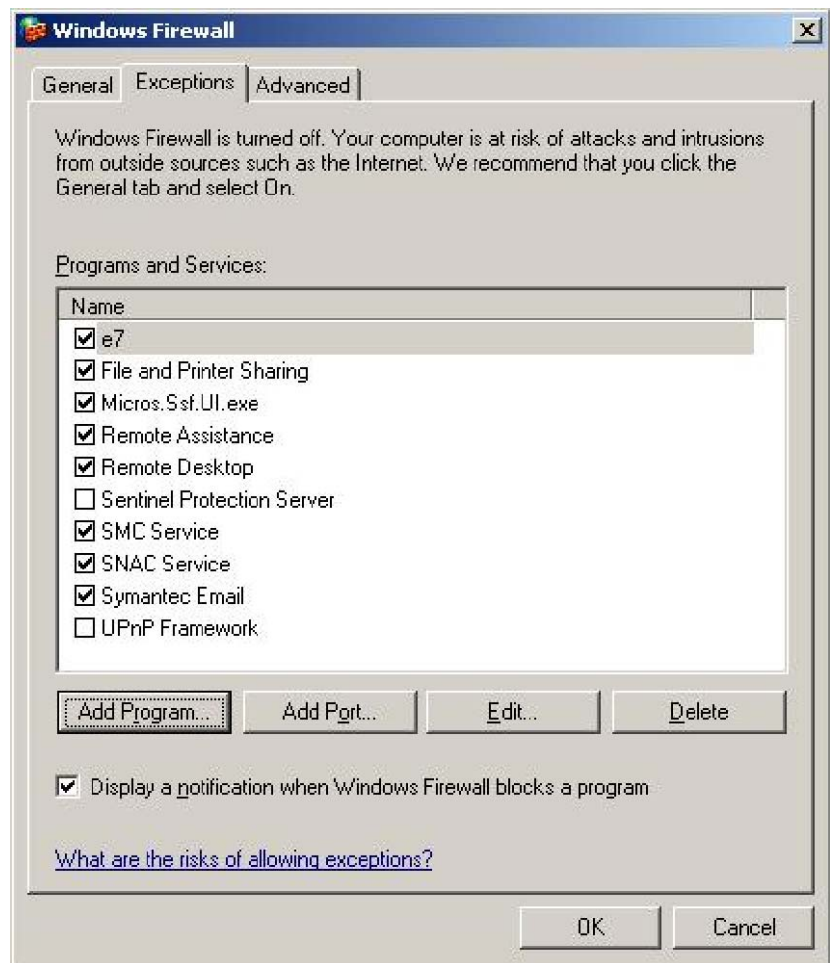 Windows Firewall
General Exceptions Advanced
Windows Firewall is turned off. Your computer is at risk of attacks and intrusions
from outside sources such as the Internet. We recommend that you click the
General tab and select On.
Programs and Services:
Name
e7
File and Printer Sharing
Micros.Ssf.UI.exe
Remote Assistance
Remote Desktop
Sentinel Protection Server
SMC Service
SNAC Service
Symantec Email
UPnP Framework
Add Program... Add Port... Edit... Delete
Display a notification when Windows Firewall blocks a program
What are the risks of allowing exceptions?
OK Cancel